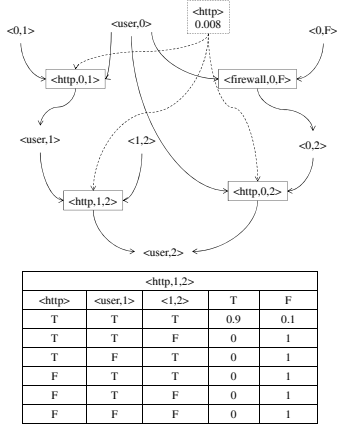 <http>
0.008
<0,1>
<user,0>
<0,F>
<http,0,1>
<firewall,0,F>
<user,1>
<1,2>
<0,2>
<http,1,2>
<http,0,2>
<user,2>
<http,1,2>
<http> <user,1> <1,2> T F
T T T 0.9 0.1
T T F 0 1
T F T 0 1
F T T 0 1
F T F 0 1
F F F 0 1